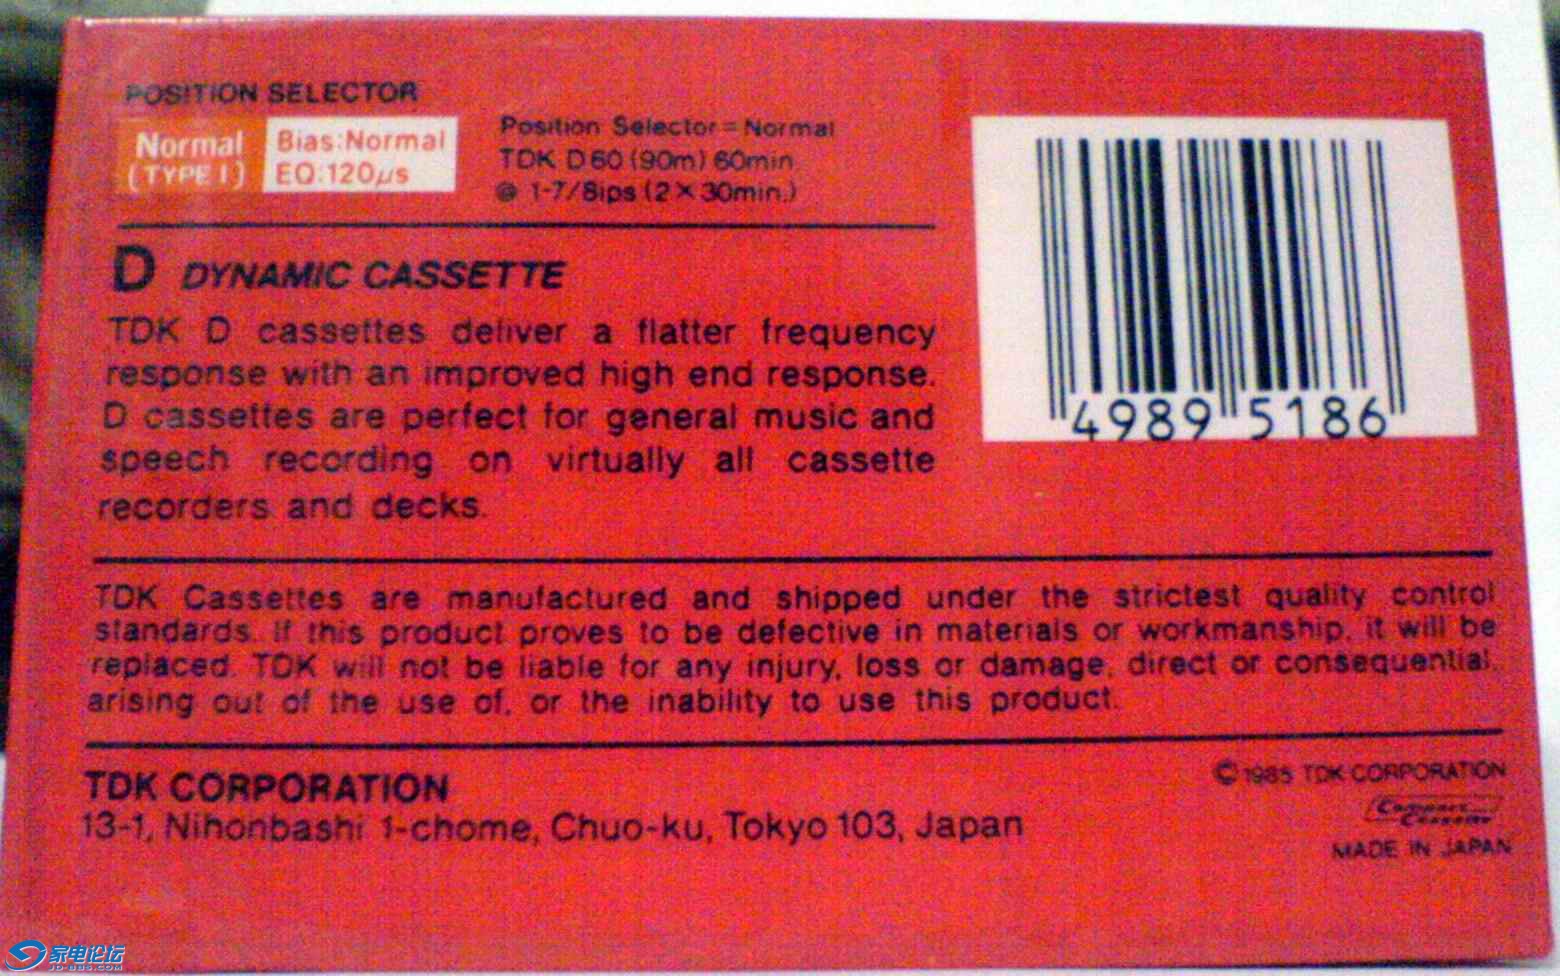 POSITION SELECTOR
Normal
(TYPE I)
Bias:Normal
EQ:120μs
Position Selector=Normal
TDK D60 (90m) 60min
@ 1-7/8ips (2×30min.)
D DYNAMIC CASSETTE
TDK D cassettes deliver a flatter frequency
response with an improved high end response.
D cassettes are perfect for general music and
speech recording on virtually all cassette
recorders and decks.
4989 5186
TDK Cassettes are manufactured and shipped under the strictest quality control
standards. If this product proves to be defective in materials or workmanship, it will be
replaced. TDK will not be liable for any injury, loss or damage, direct or consequential,
arising out of the use of, or the inability to use this product.
TDK CORPORATION
13-1, Nihonbashi 1-chome, Chuo-ku, Tokyo 103, Japan
©1985 TDK CORPORATION
Compact
Cassette
MADE IN JAPAN
家电论坛
JD-BBS.COM